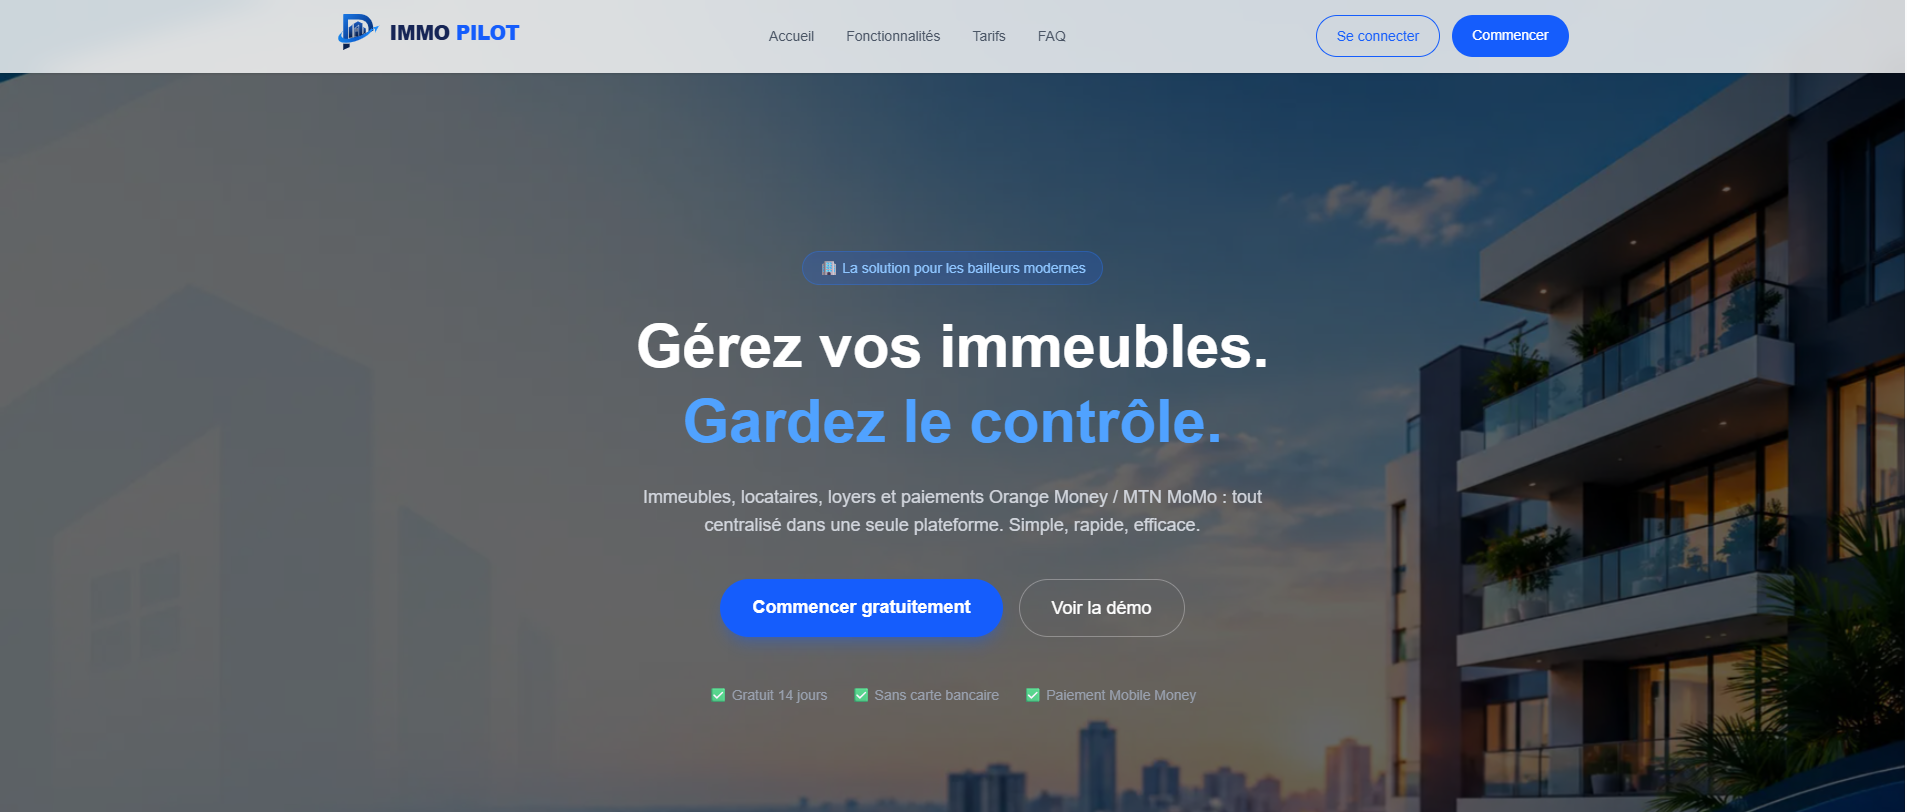 IMMO PILOT
Accueil
Fonctionnalités
Tarifs
FAQ
Se connecter
Commencer
La solution pour les bailleurs modernes
Gérez vos immeubles.
Gardez le contrôle.
Immeubles, locataires, loyers et paiements Orange Money / MTN MoMo : tout
centralisé dans une seule plateforme. Simple, rapide, efficace.
Commencer gratuitement
Voir la démo
Gratuit 14 jours
Sans carte bancaire
Paiement Mobile Money